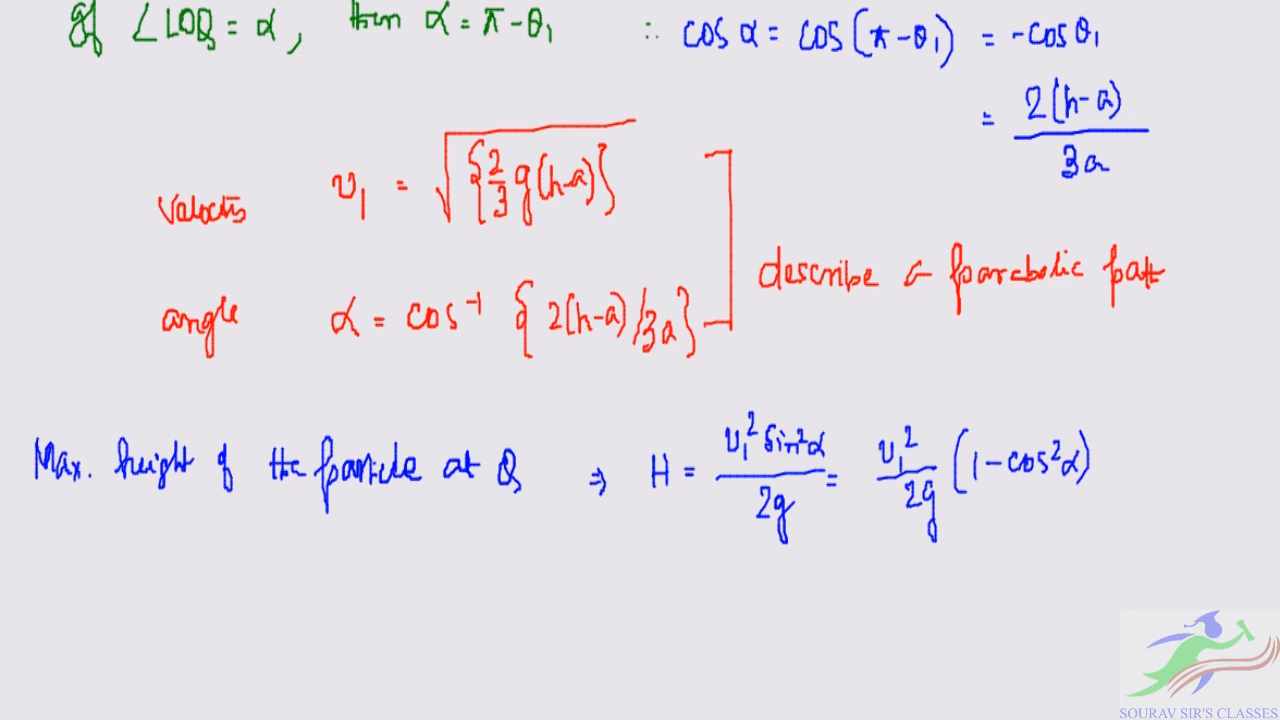 If ∠LOQ = α, then α = π - θ₁ ∴ cos α = cos(π - θ₁) = -cos θ₁
= 2(h-a) / 3a
v₁ = √{2/3 g(h-a)}
angle α = cos⁻¹ {2(h-a)/3a}
describe a parabolic path
Max. height of the particle at Q ⇒ H = v₁² sin²α / 2g = v₁² / 2g (1 - cos²α)
SOURAV SIR'S CLASSES